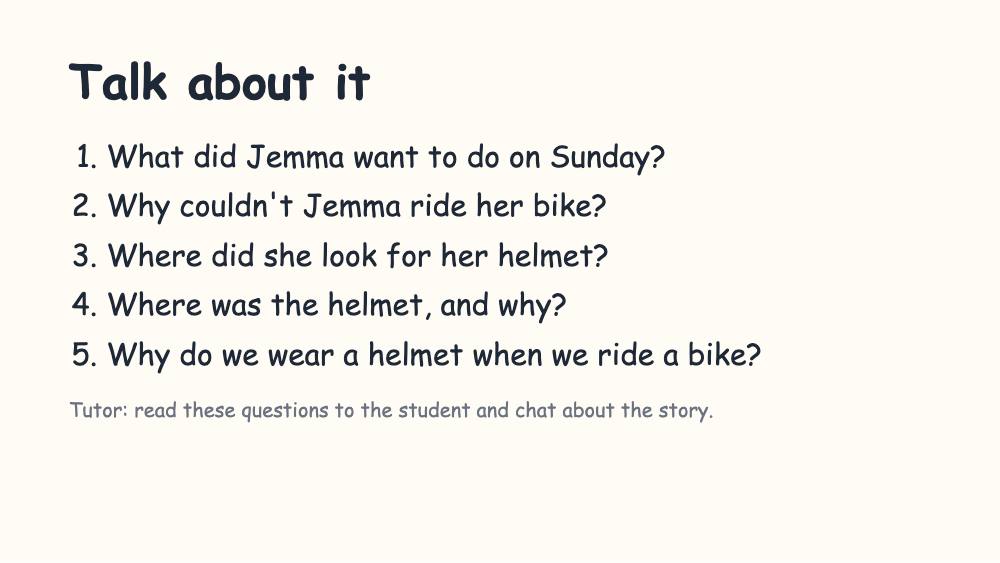 Talk about it
1. What did Jemma want to do on Sunday?
2. Why couldn't Jemma ride her bike?
3. Where did she look for her helmet?
4. Where was the helmet, and why?
5. Why do we wear a helmet when we ride a bike?
Tutor: read these questions to the student and chat about the story.